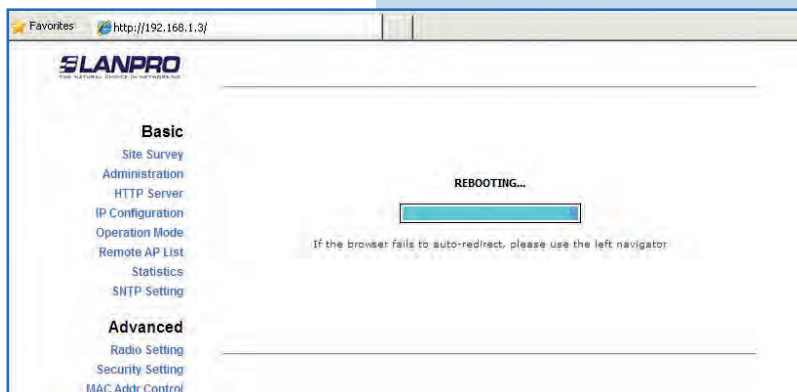 Favorites
http://192.168.1.3/
LANPRO
THE NATURAL CHOICE IN NETWORKING
Basic
Site Survey
Administration
HTTP Server
IP Configuration
Operation Mode
Remote AP List
Statistics
SNTP Setting
Advanced
Radio Setting
Security Setting
MAC Addr Control
REBOOTING...
If the browser fails to auto-redirect, please use the left navigator